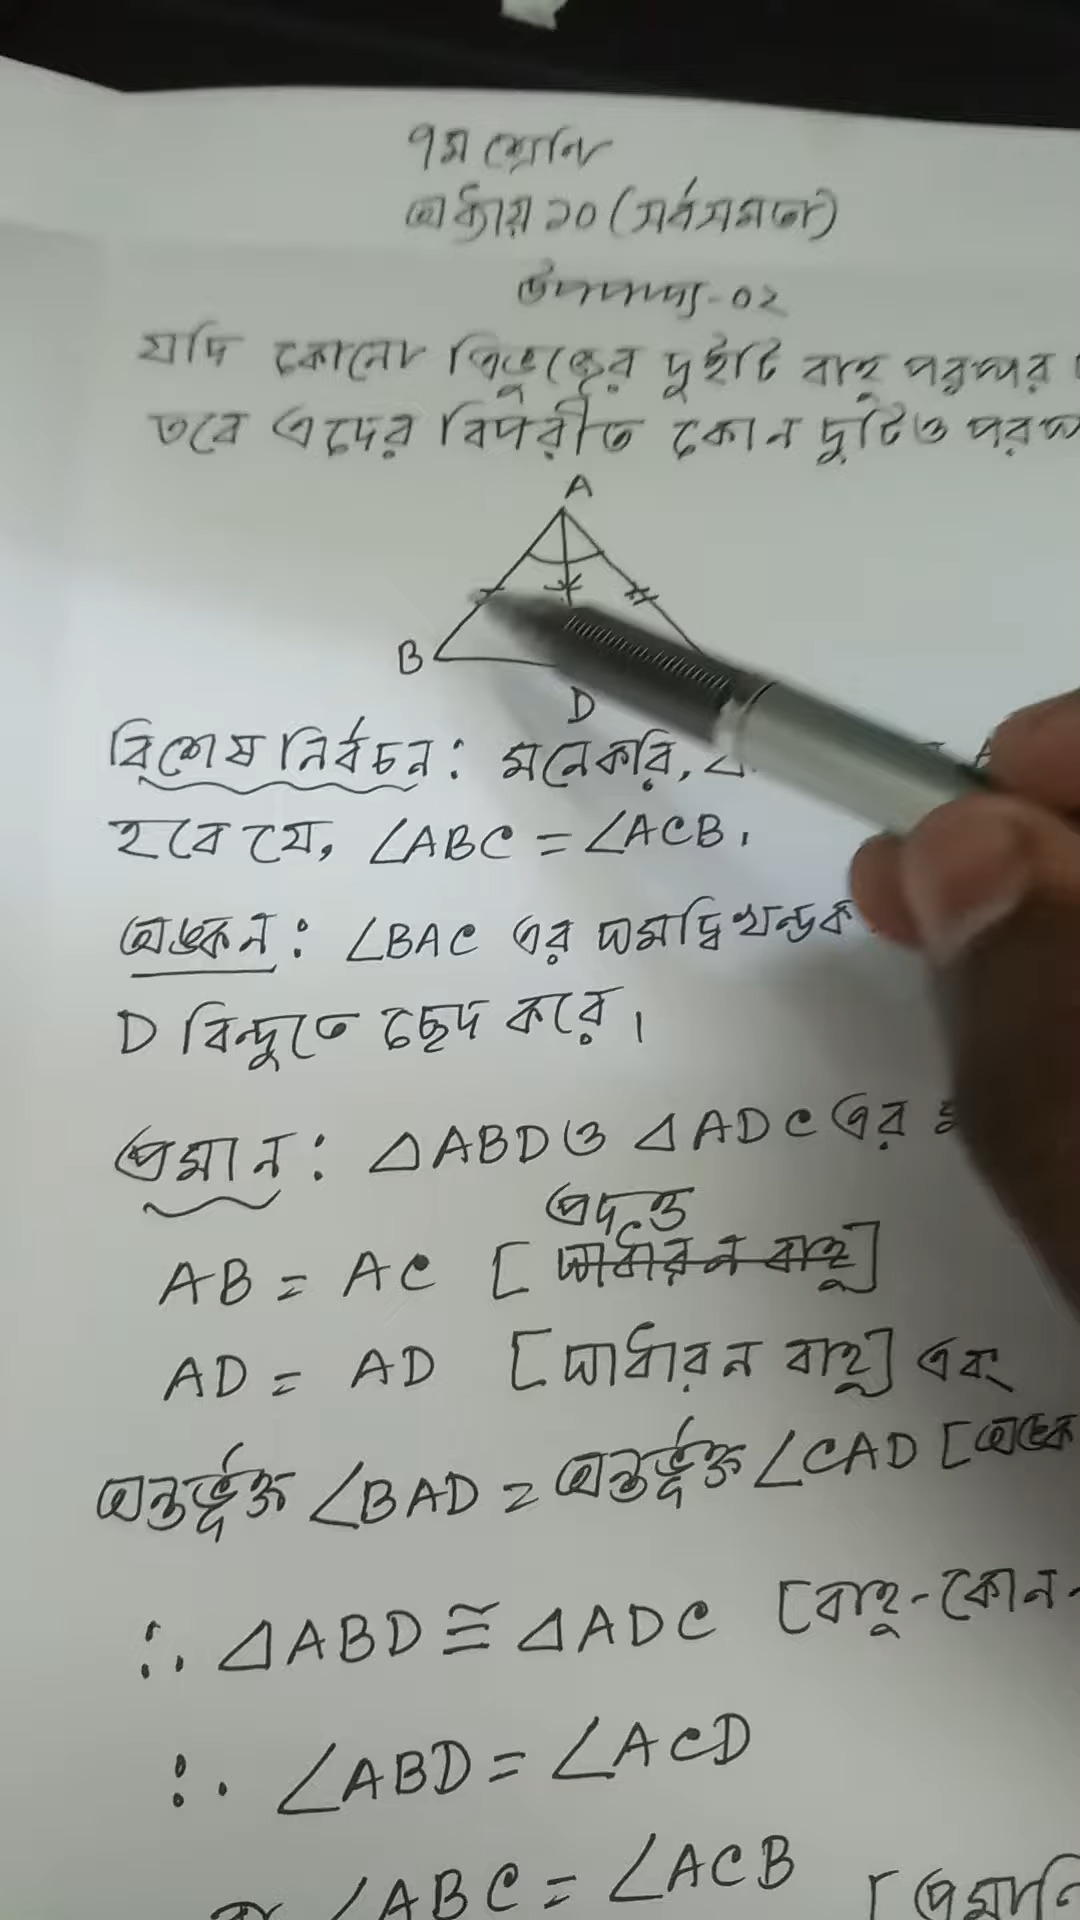 ৭ম শ্রেনি
অধ্যায় ১০ (সর্বসমতা)
উপপাদ্য-০২
যদি কোনো ত্রিভুজের দুইটি বাহু পরস্পর
তবে এদের বিপরীত কোন দুটিও
A
B
D
বিশেষ নির্বচন: মনেকরি,
হবে যে, ∠ABC = ∠ACB,
অঙ্কন: ∠BAC এর সমদ্বিখন্ডক
D বিন্দুতে ছেদ করে।
প্রমান: △ABD ও △ADC এর
প্রদত্ত
AB = AC [সাধারন বাহু]
AD = AD [সাধারন বাহু] এবং
অন্তর্ভূক্ত ∠BAD = অন্তর্ভূক্ত ∠CAD [
∴ △ABD ≅ △ADC [বাহু-কোন-
∴ ∠ABD = ∠ACD
∠ABC = ∠ACB [